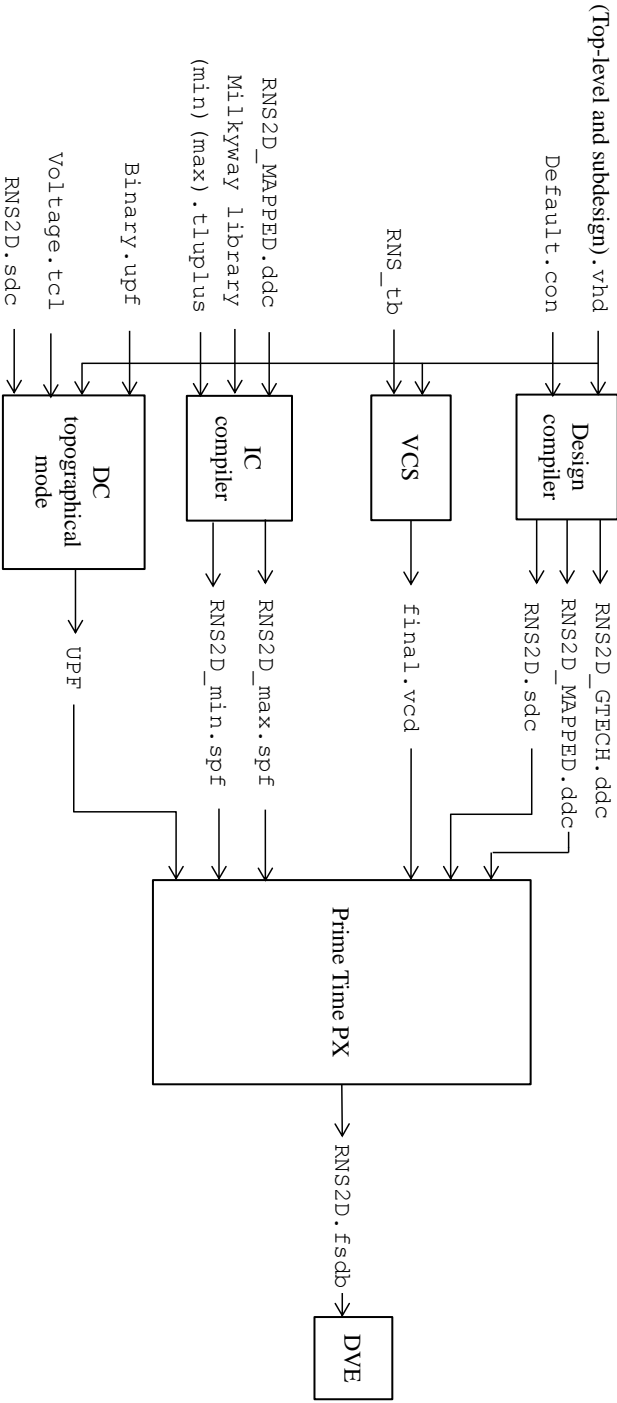 (Top-level and subdesign).vhd
Default.con
Design
compiler
RNS2D_GTECH.ddc
RNS2D_MAPPED.ddc
RNS2D.sdc
RNS_tb
VCS
final.vcd
RNS2D_MAPPED.ddc
Milkyway library
(min)(max).tluplus
IC
compiler
RNS2D_max.spf
RNS2D_min.spf
Binary.upf
Voltage.tcl
RNS2D.sdc
DC
topographical
mode
UPF
Prime Time PX
RNS2D.fsdb
DVE